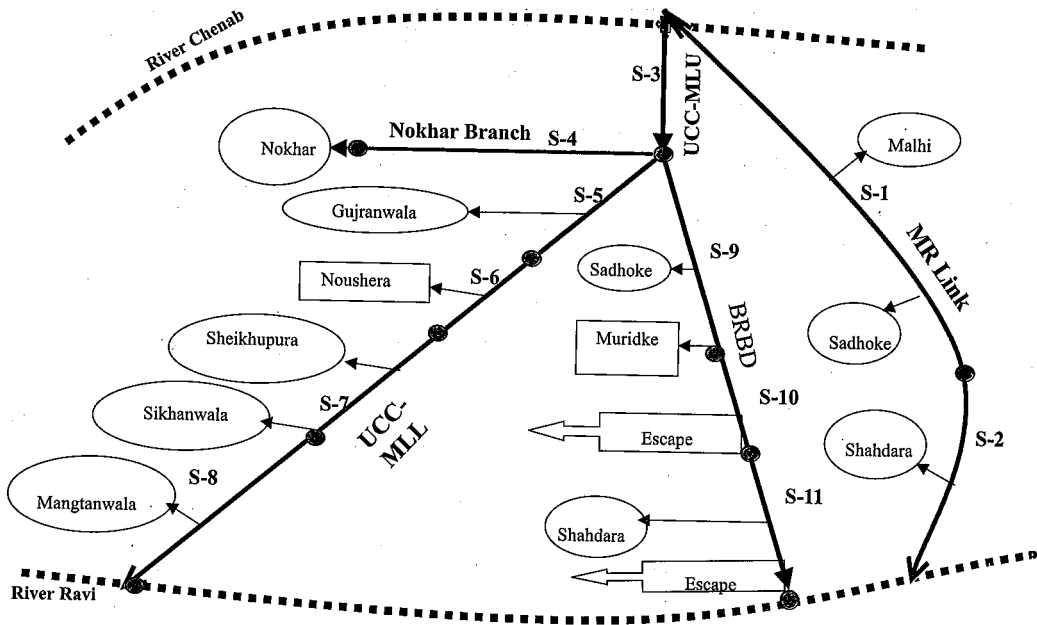 River Chenab
S-3
UCC-MLU
Nokhar Branch
S-4
Nokhar
Malhi
S-1
S-5
Gujranwala
MR Link
S-9
Sadhoke
S-6
Noushera
BRBD
Sadhoke
Muridke
Sheikhupura
S-7
Sikhanwala
UCC-
MLL
S-10
Escape
Shahdara
S-2
S-8
Mangtanwala
S-11
Shahdara
Escape
River Ravi